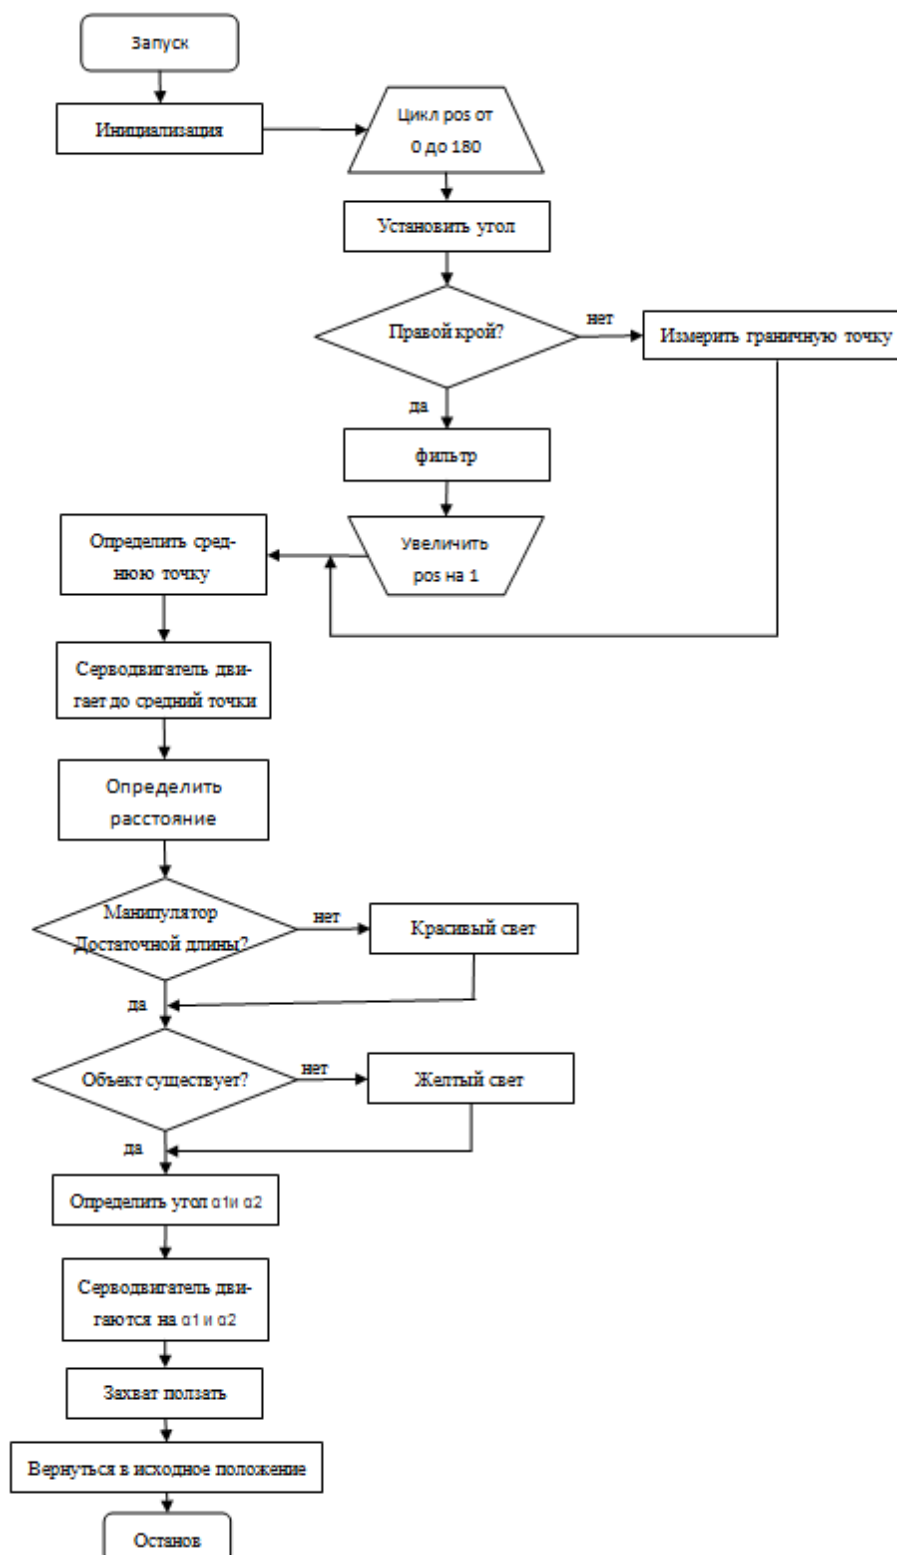 Запуск
Инициализация
Цикл pos от
0 до 180
Установить угол
Правой крой?
нет
Измерить граничную точку
да
фильтр
Увеличить
pos на 1
Определить сред-
нюю точку
Серводвигатель дви-
гает до средний точки
Определить
расстояние
Манипулятор
Достаточной длины?
нет
Красивый свет
да
Объект существует?
нет
Желтый свет
да
Определить угол α1и α2
Серводвигатель дви-
гаются на α1 и α2
Захват ползать
Вернуться в исходное положение
Останов